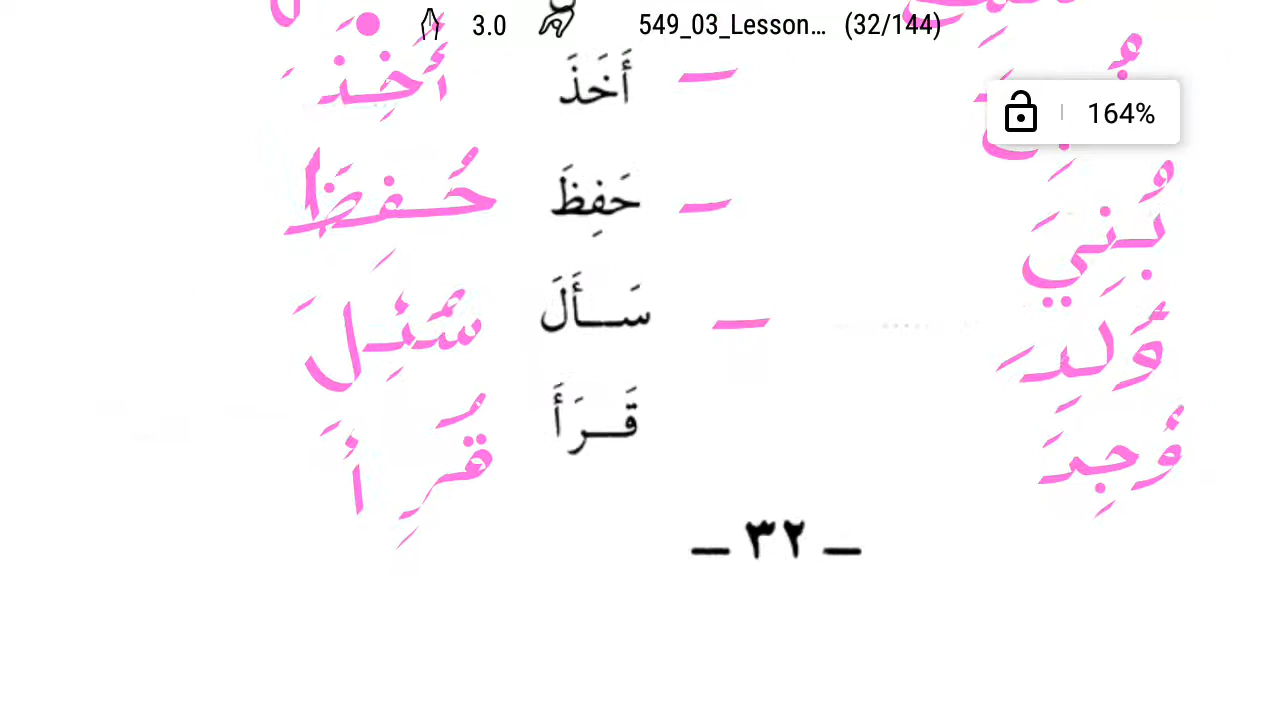 3.0 549_03_Lesson... (32/144)
164%
أَخَذَ أُخِذَ
بُنِيَ حَفِظَ حُفِظَ
وُلِدَ سَأَلَ سُئِلَ
وُجِدَ قَرَأَ قُرِأَ
– ٣٢ –